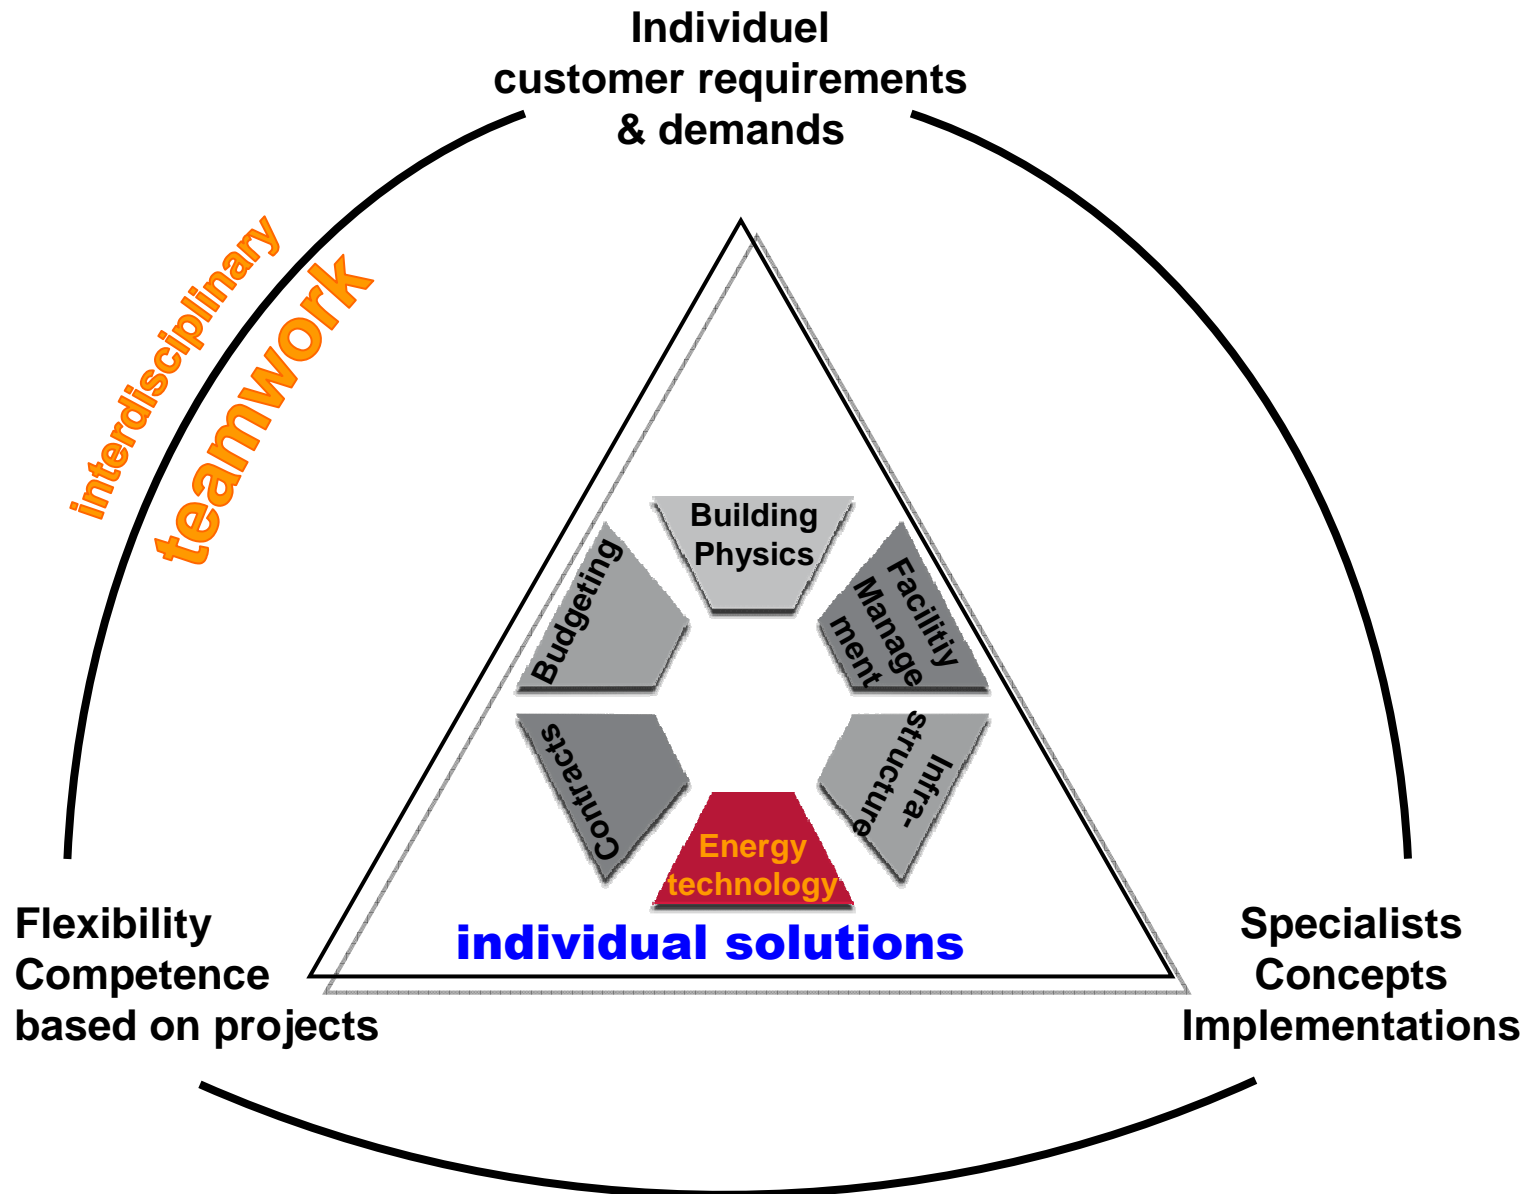 Individuel
customer requirements
& demands
interdisciplinary
teamwork
Building
Physics
Budgeting
Facilitiy
Manage
ment
Contracts
Infra-
structure
Energy
technology
individual solutions
Flexibility
Competence
based on projects
Specialists
Concepts
Implementations